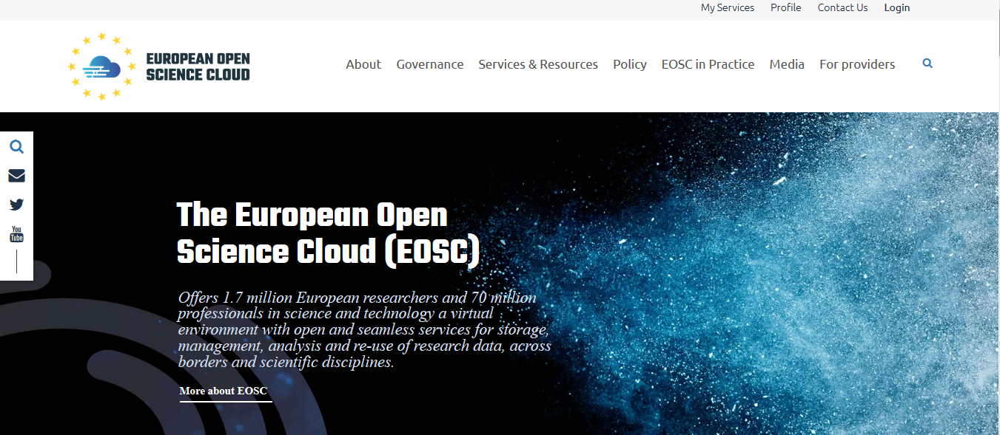 My Services Profile Contact Us Login
EUROPEAN OPEN
SCIENCE CLOUD
About Governance Services & Resources Policy EOSC in Practice Media For providers
You
Tube
The European Open
Science Cloud (EOSC)
Offers 1.7 million European researchers and 70 million
professionals in science and technology a virtual
environment with open and seamless services for storage,
management, analysis and re-use of research data, across
borders and scientific disciplines.
More about EOSC